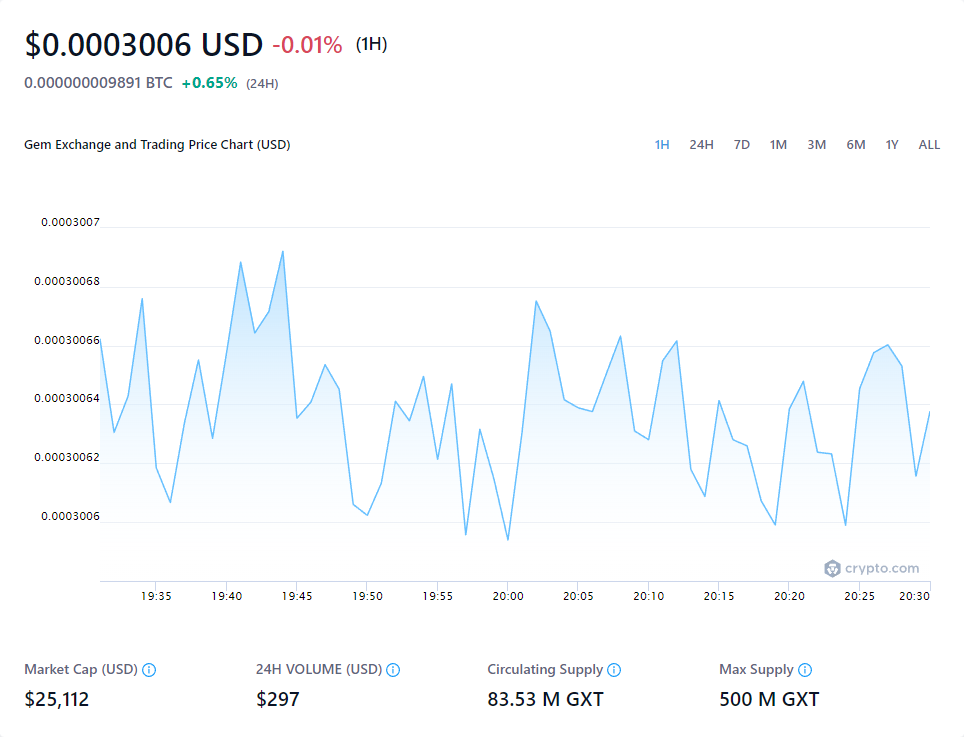 $0.0003006 USD -0.01% (1H)
0.000000009891 BTC +0.65% (24H)
Gem Exchange and Trading Price Chart (USD) 1H 24H 7D 1M 3M 6M 1Y ALL
0.0003007
0.00030068
0.00030066
0.00030064
0.00030062
0.0003006
crypto.com
19:35 19:40 19:45 19:50 19:55 20:00 20:05 20:10 20:15 20:20 20:25 20:30
Market Cap (USD) 24H VOLUME (USD) Circulating Supply Max Supply
$25,112 $297 83.53 M GXT 500 M GXT